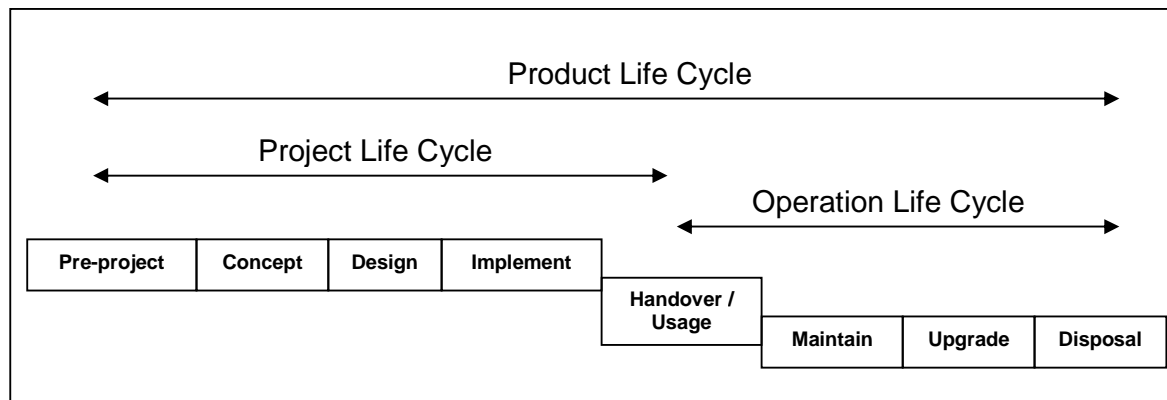 Product Life Cycle
Project Life Cycle
Operation Life Cycle
Pre-project
Concept
Design
Implement
Handover /
Usage
Maintain
Upgrade
Disposal